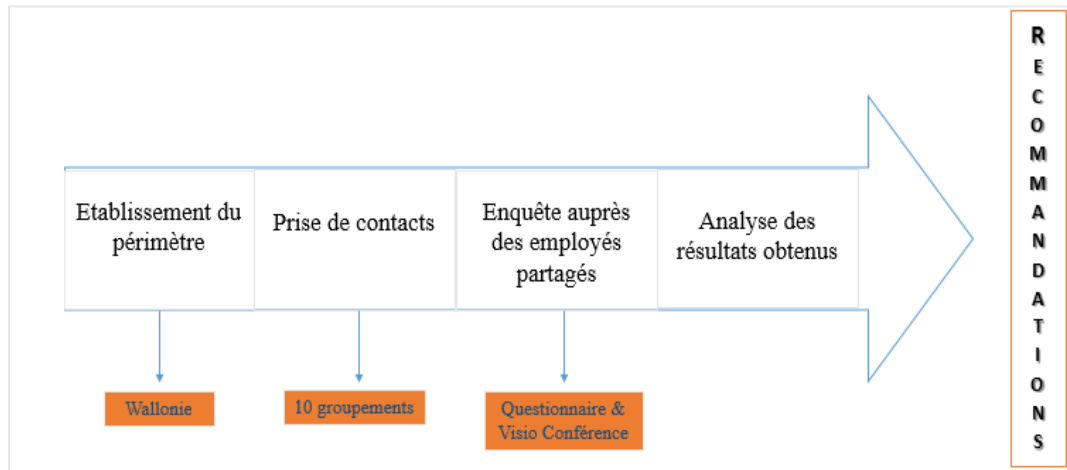 Etablissement du
périmètre
Prise de contacts
Enquête auprès
des employés
partagés
Analyse des
résultats obtenus
Wallonie
10 groupements
Questionnaire &
Visio Conférence
RECOMMANDATIONS